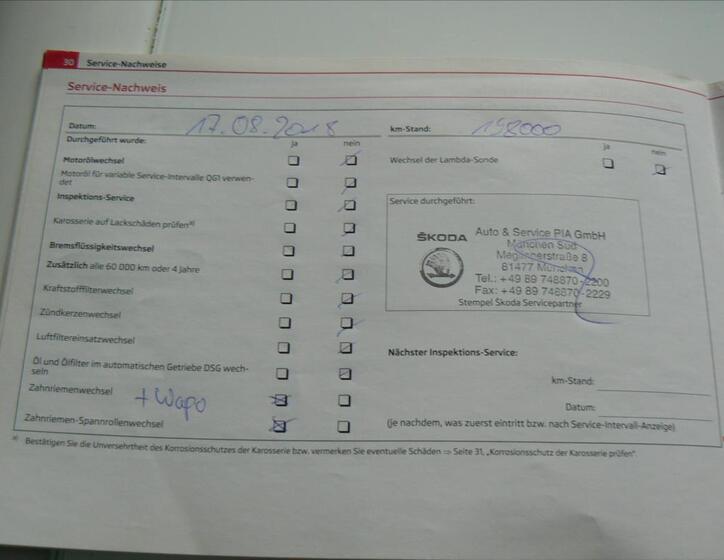 30 Service-Nachweise
Service-Nachweis
Datum: 17.08.2018 km-Stand: 158000
Durchgeführt wurde: ja nein ja nein
Motorölwechsel Wechsel der Lambda-Sonde
Motoröl für variable Service-Intervalle QG1 verwen-
det
Inspektions-Service Service durchgeführt:
Karosserie auf Lackschäden prüfen a)
Bremsflüssigkeitswechsel
Zusätzlich alle 60 000 km oder 4 Jahre
Kraftstofffilterwechsel
Zündkerzenwechsel
Luftfiltereinsatzwechsel
Öl und Ölfilter im automatischen Getriebe DSG wech-
seln
Zahnriemenwechsel + Wapo
Zahnriemen-Spannrollenwechsel
ŠKODA Auto & Service PIA GmbH
München Süd
8
81477 München
Tel.: +49 89 748870-2200
Fax: +49 89 748870-2229
Stempel Škoda Servicepartner
Nächster Inspektions-Service:
km-Stand:
Datum:
(je nachdem, was zuerst eintritt bzw. nach Service-Intervall-Anzeige)
a) Bestätigen Sie die Unversehrtheit des Korrosionsschutzes der Karosserie bzw. vermerken Sie eventuelle Schäden ⇒ Seite 31, „Korrosionsschutz der Karosserie prüfen“.